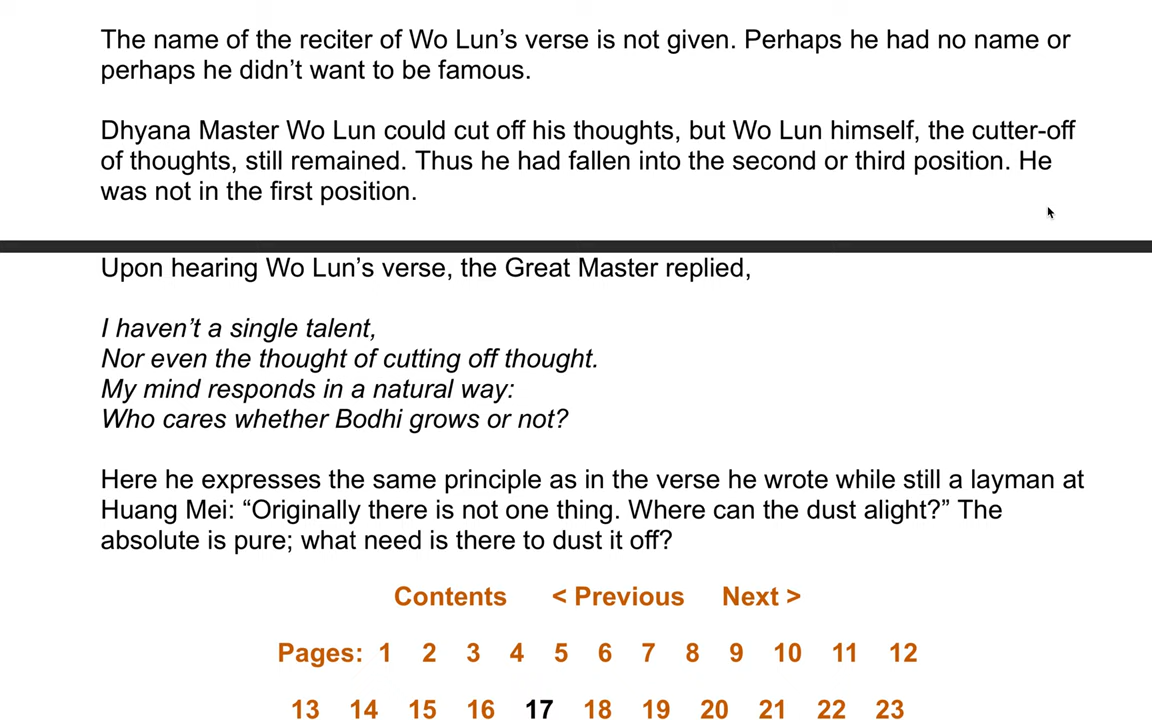 The name of the reciter of Wo Lun’s verse is not given. Perhaps he had no name or
perhaps he didn’t want to be famous.
Dhyana Master Wo Lun could cut off his thoughts, but Wo Lun himself, the cutter-off
of thoughts, still remained. Thus he had fallen into the second or third position. He
was not in the first position.
Upon hearing Wo Lun’s verse, the Great Master replied,
I haven’t a single talent,
Nor even the thought of cutting off thought.
My mind responds in a natural way:
Who cares whether Bodhi grows or not?
Here he expresses the same principle as in the verse he wrote while still a layman at
Huang Mei: “Originally there is not one thing. Where can the dust alight?” The
absolute is pure; what need is there to dust it off?
Contents < Previous Next >
Pages: 1 2 3 4 5 6 7 8 9 10 11 12
13 14 15 16 17 18 19 20 21 22 23